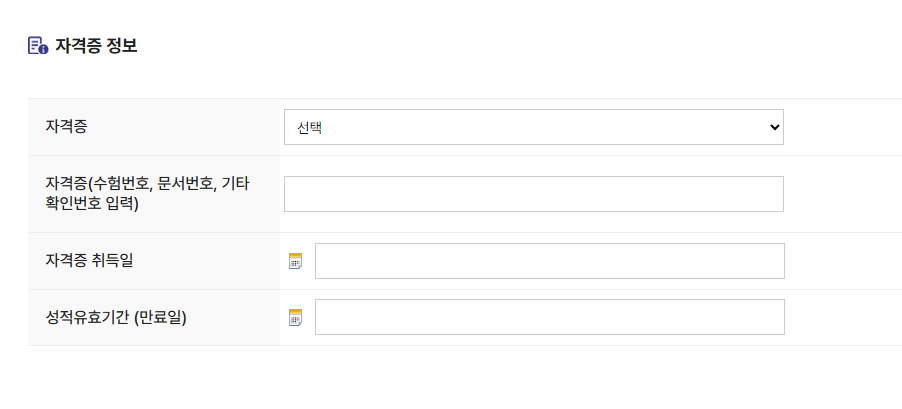 자격증 정보
자격증
선택
자격증(수험번호, 문서번호, 기타
확인번호 입력)
자격증 취득일
성적유효기간 (만료일)